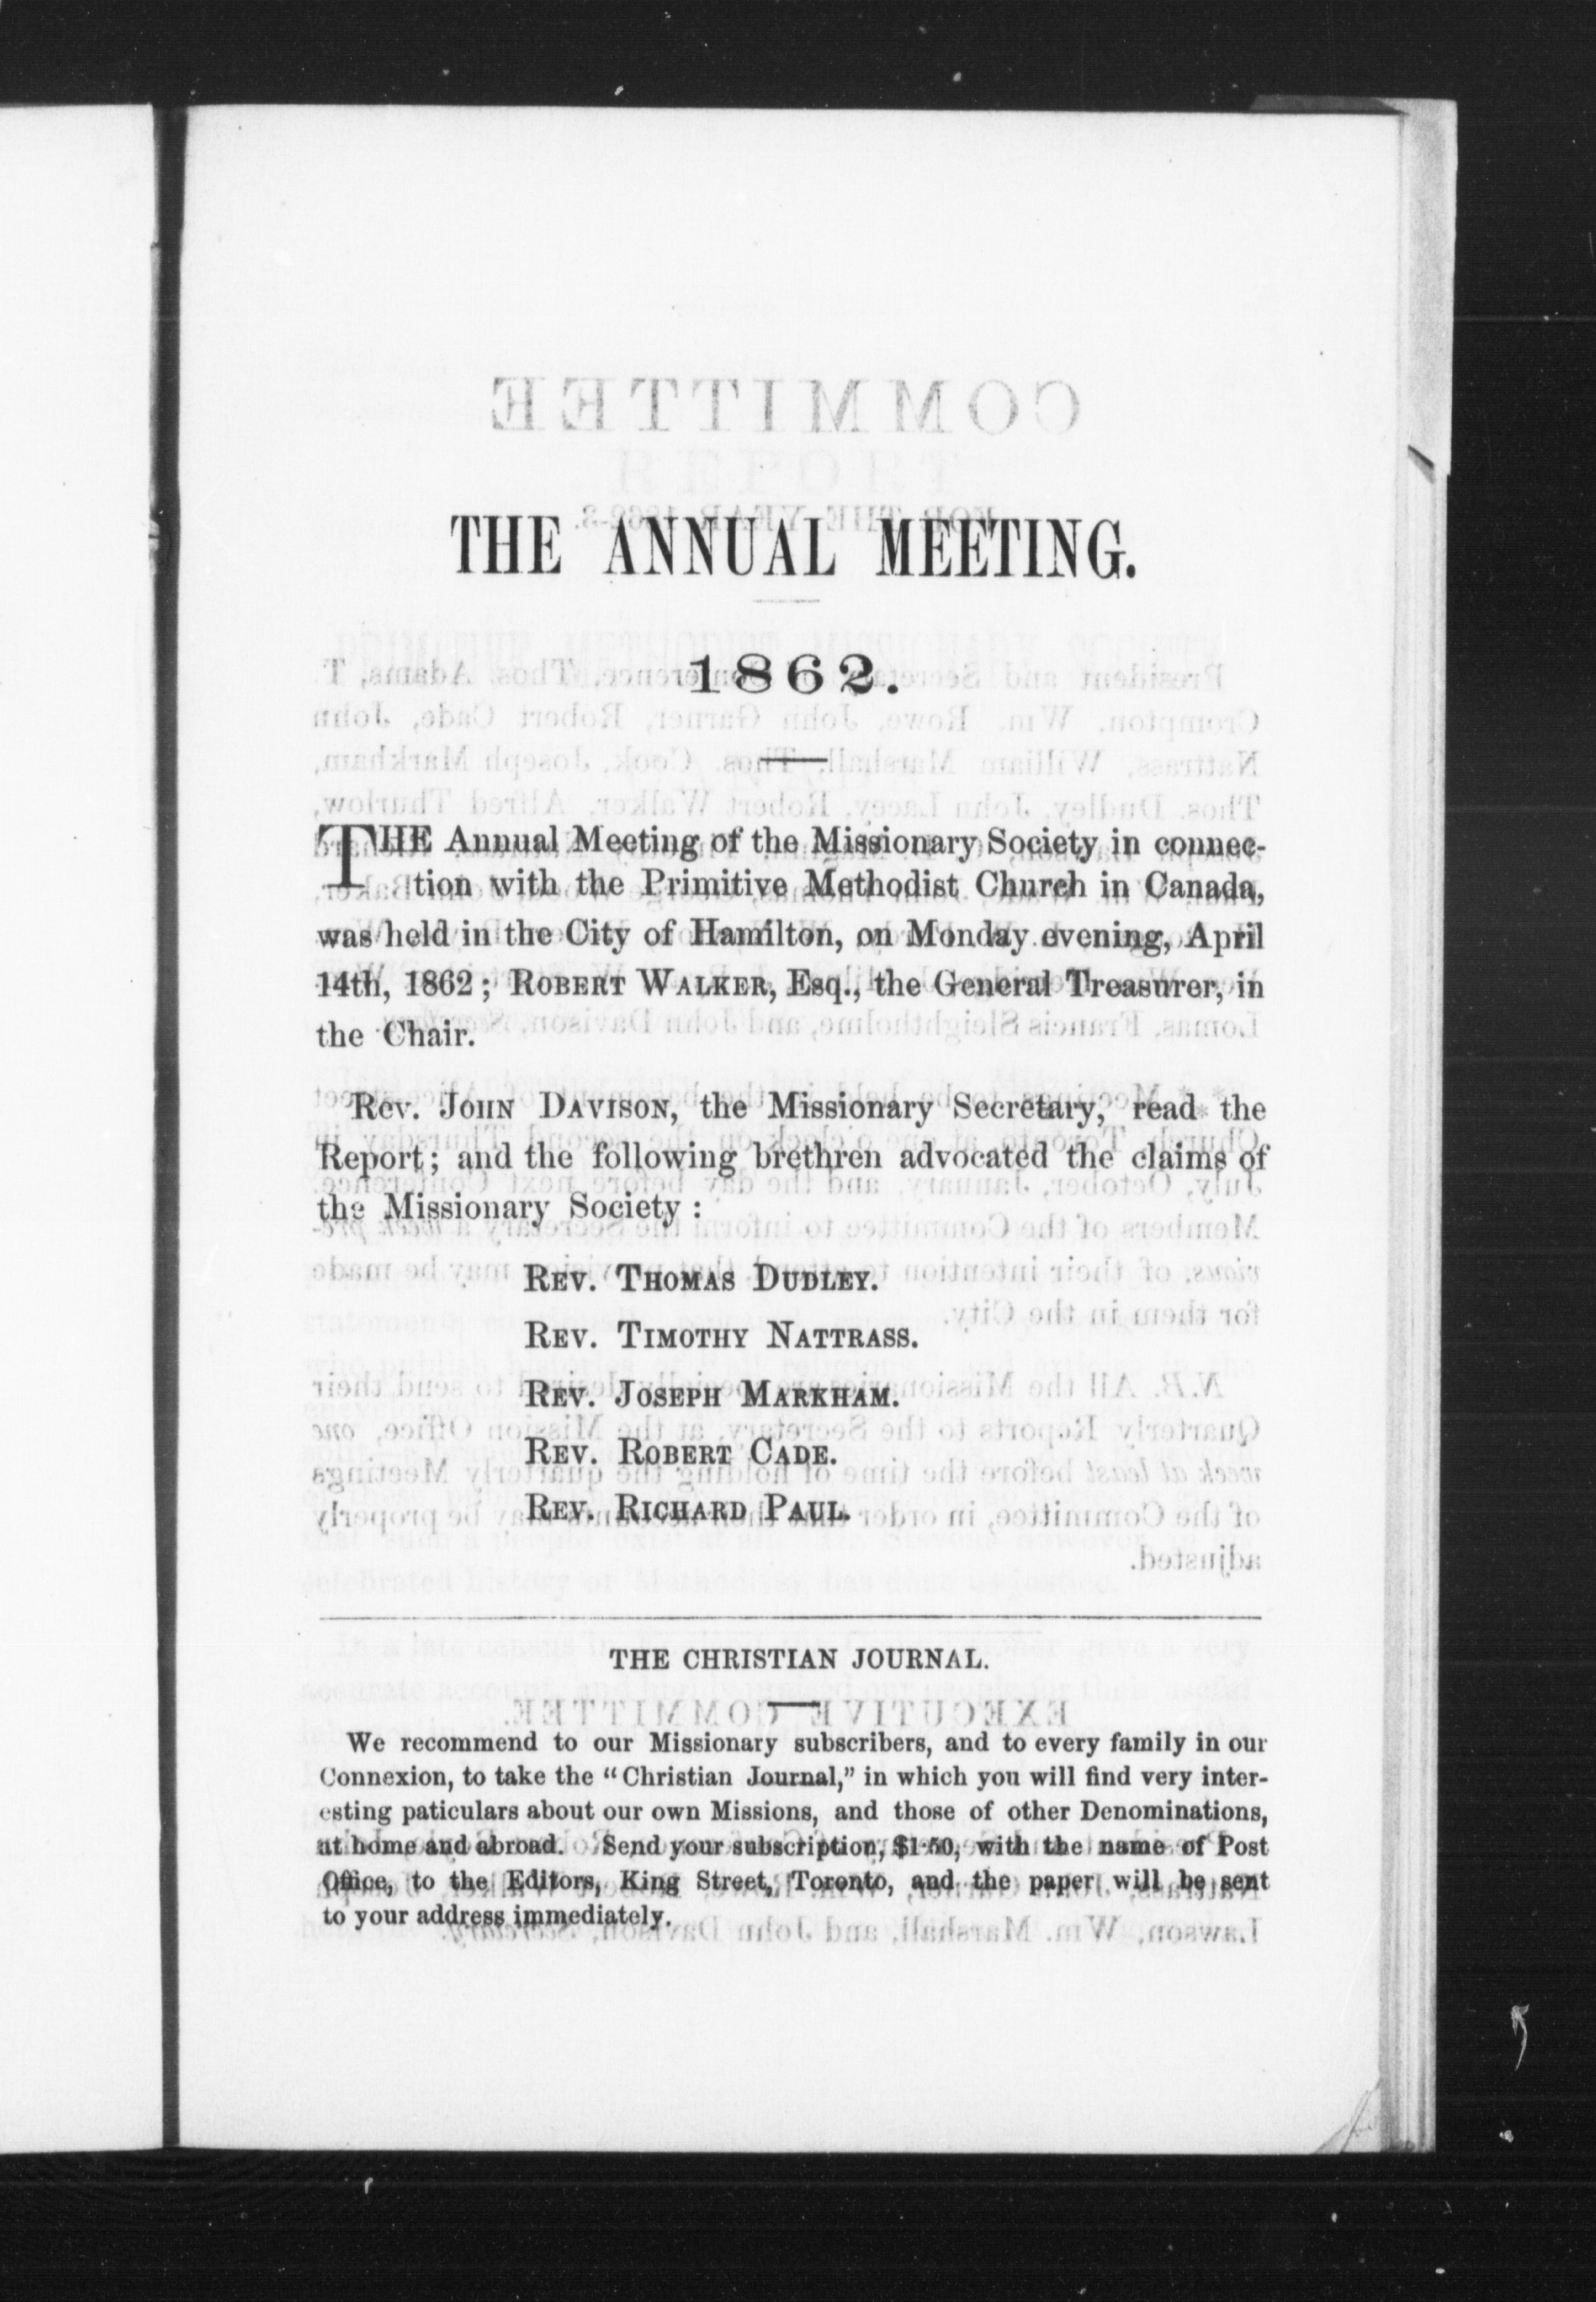 THE ANNUAL MEETING.
1862.
THE Annual Meeting of the Missionary Society in connec-
tion with the Primitive Methodist Church in Canada,
was held in the City of Hamilton, on Monday evening, April
14th, 1862; ROBERT WALKER, Esq., the General Treasurer, in
the Chair.
Rev. JOHN DAVISON, the Missionary Secretary, read the
Report; and the following brethren advocated the claims of
the Missionary Society:
REV. THOMAS DUDLEY.
REV. TIMOTHY NATTRASS.
REV. JOSEPH MARKHAM.
REV. ROBERT CADE.
REV. RICHARD PAUL.
THE CHRISTIAN JOURNAL.
We recommend to our Missionary subscribers, and to every family in our
Connexion, to take the "Christian Journal," in which you will find very inter-
esting paticulars about our own Missions, and those of other Denominations,
at home and abroad. Send your subscription, $1·50, with the name of Post
Office, to the Editors, King Street, Toronto, and the paper will be sent
to your address immediately.